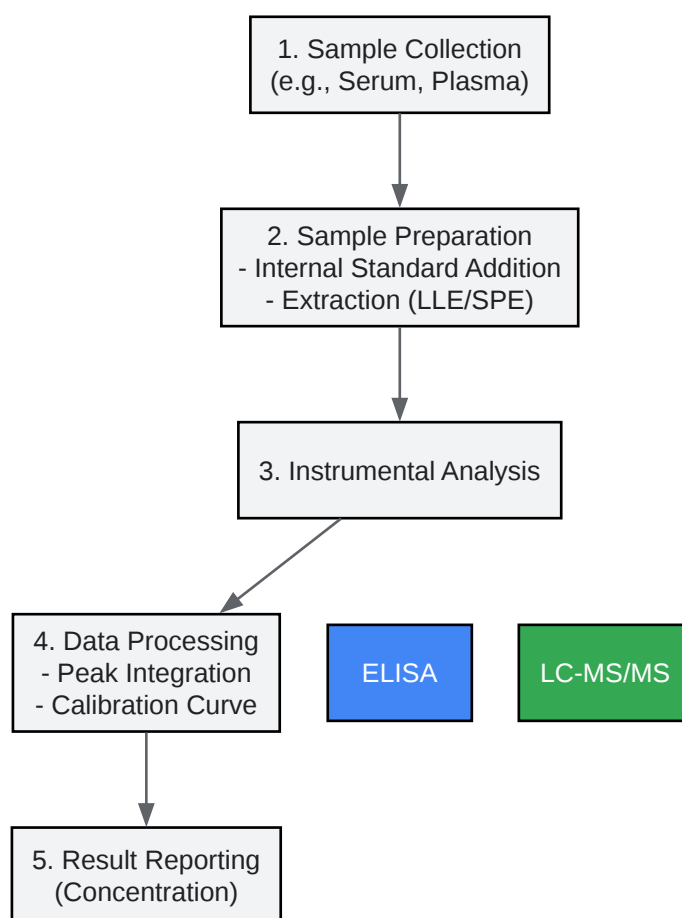 1. Sample Collection
(e.g., Serum, Plasma)
2. Sample Preparation
- Internal Standard Addition
- Extraction (LLE/SPE)
3. Instrumental Analysis
4. Data Processing
- Peak Integration
- Calibration Curve
ELISA
LC-MS/MS
5. Result Reporting
(Concentration)